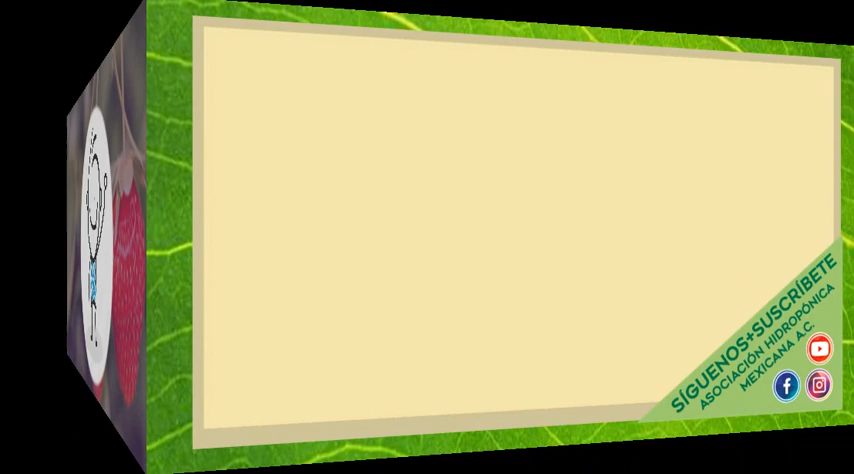 SÍGUENOS+SUSCRÍBETE
ASOCIACIÓN HIDROPÓNICA
MEXICANA A.C.